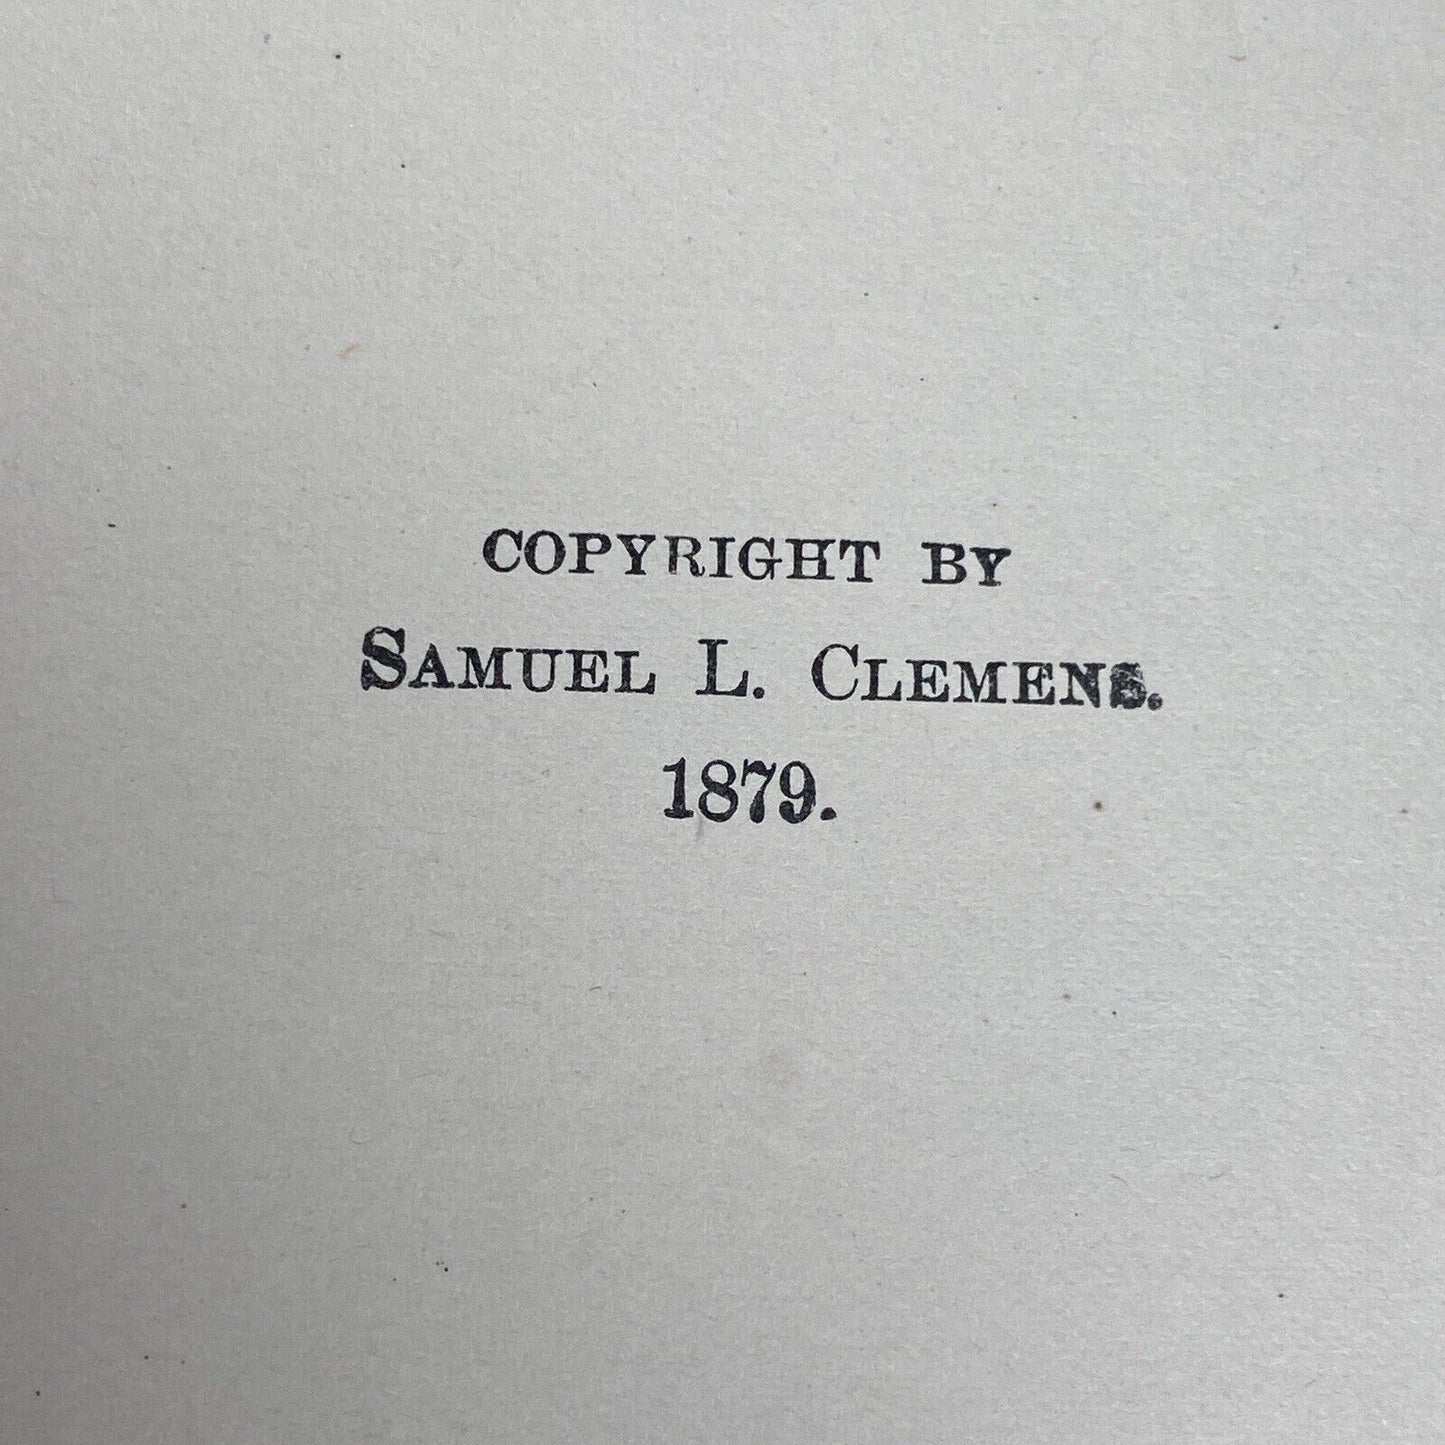 COPYRIGHT BY
SAMUEL L. CLEMENS.
1879.